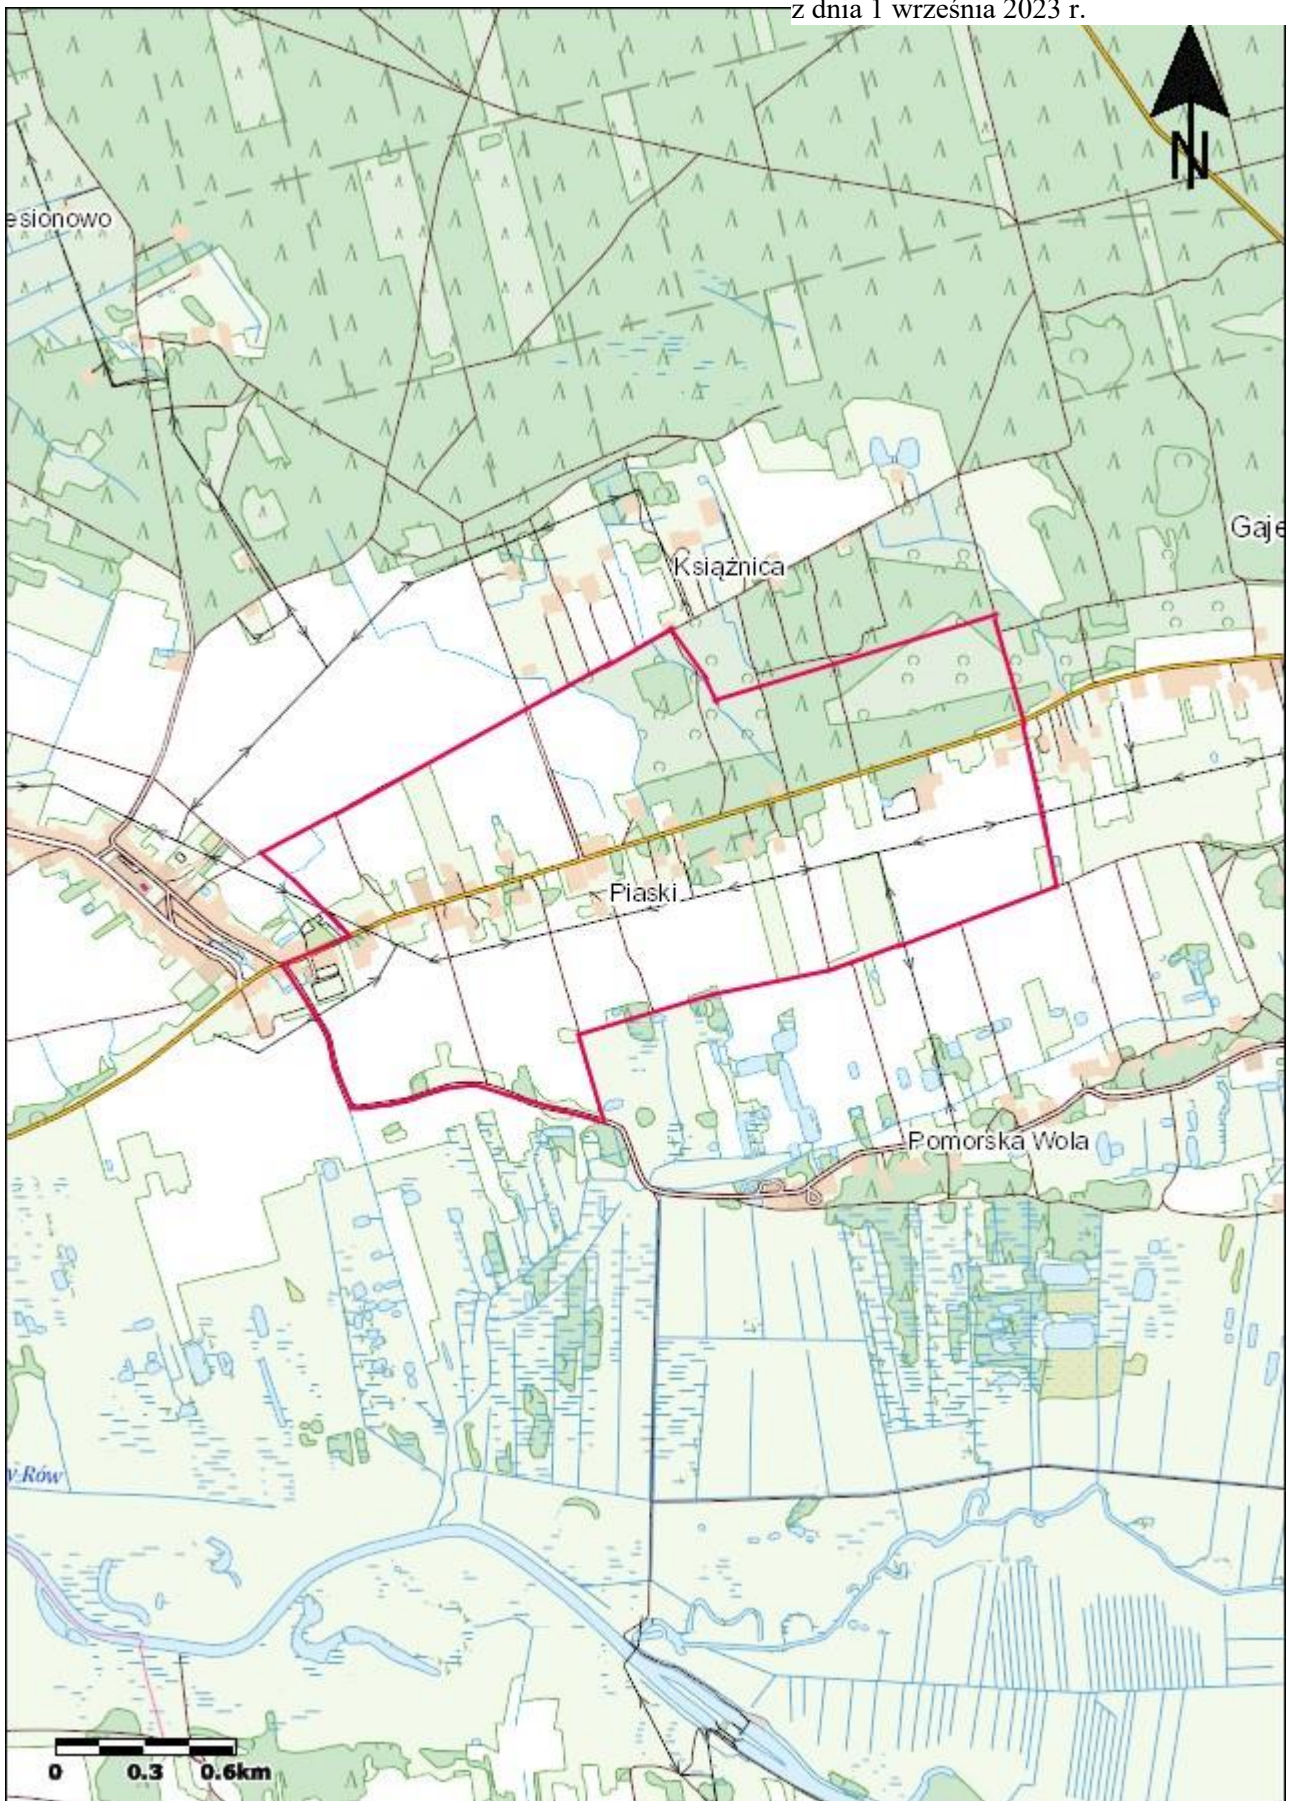 z dnia 1 września 2023 r.
N
esionowo
Gaje
Książnica
Piaski
Pomorska Wola
w Rów
0 0.3 0.6km